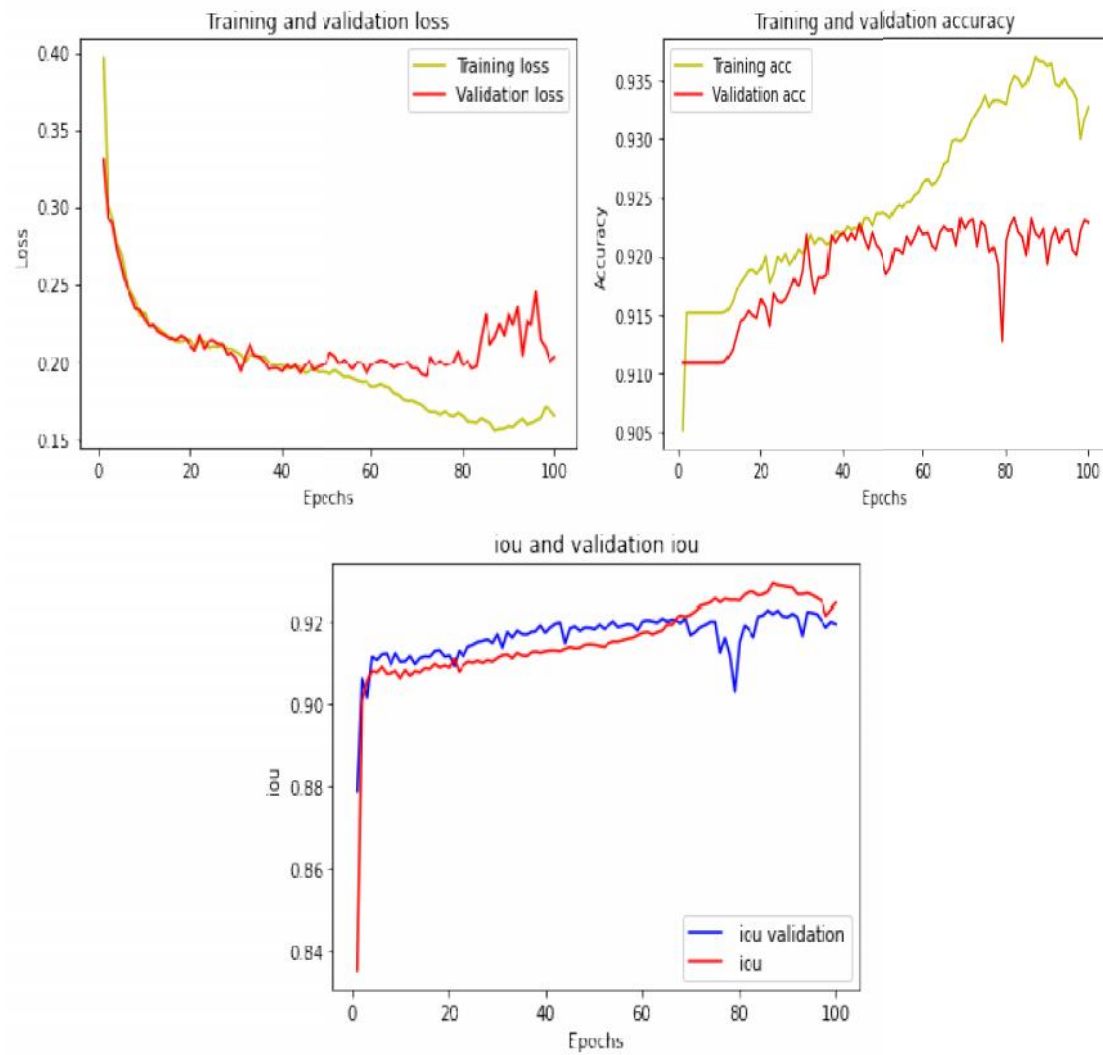 Training and validation loss
0.40
0.35
0.30
0.25
0.20
0.15
Loss
Training loss
Validation loss
0 20 40 60 80 100
Epochs
Training and validation accuracy
0.935
0.930
0.925
0.920
0.915
0.910
0.905
Accuracy
Training acc
Validation acc
0 20 40 60 80 100
Epochs
iou and validation iou
0.92
0.90
0.88
0.86
0.84
iou
iou validation
iou
0 20 40 60 80 100
Epochs